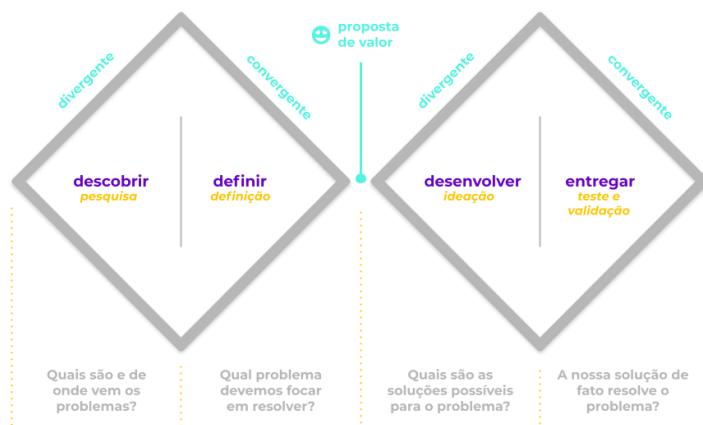 proposta
de valor
divergente
convergente
divergente
convergente
descobrir
pesquisa
definir
definição
desenvolver
ideação
entregar
teste e
validação
Quais são e de
onde vem os
problemas?
Qual problema
devemos focar
em resolver?
Quais são as
soluções possíveis
para o problema?
A nossa solução de
fato resolve o
problema?